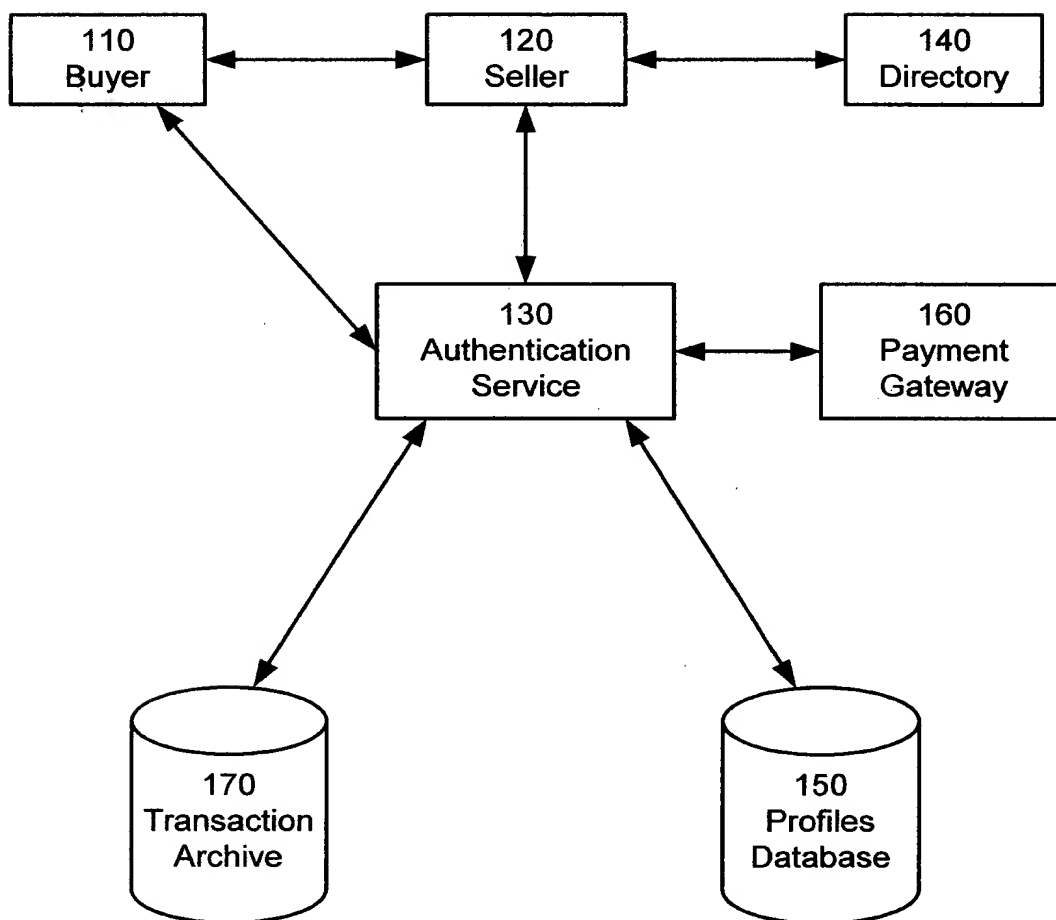 110
Buyer
120
Seller
140
Directory
130
Authentication
Service
160
Payment
Gateway
170
Transaction
Archive
150
Profiles
Database